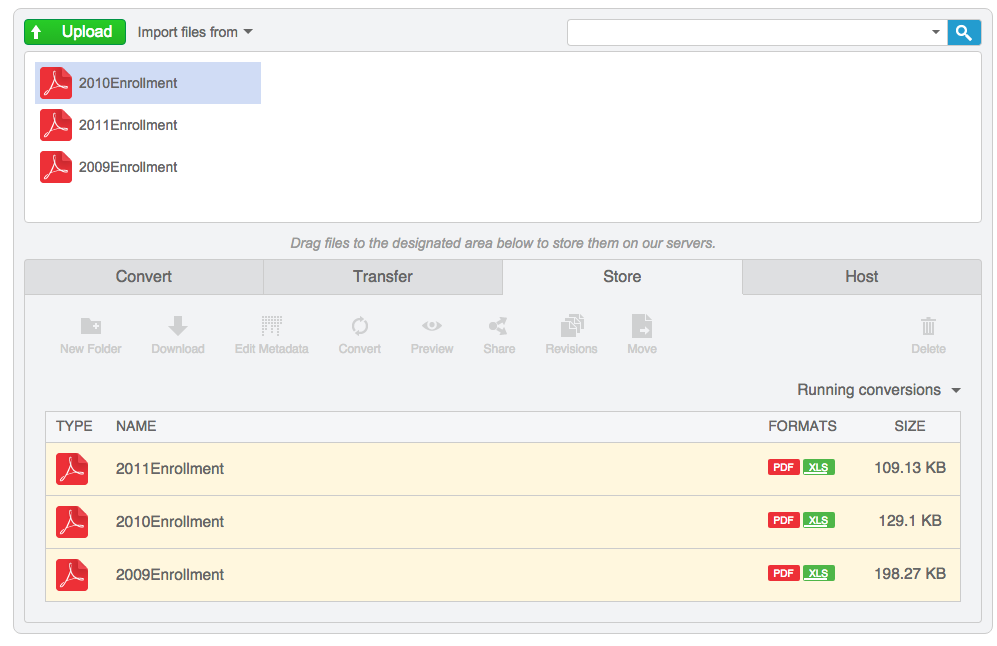 Upload Import files from
2010Enrollment
2011Enrollment
2009Enrollment
Drag files to the designated area below to store them on our servers.
Convert Transfer Store Host
New Folder Download Edit Metadata Convert Preview Share Revisions Move Delete
Running conversions
TYPE NAME FORMATS SIZE
2011Enrollment PDF XLS 109.13 KB
2010Enrollment PDF XLS 129.1 KB
2009Enrollment PDF XLS 198.27 KB